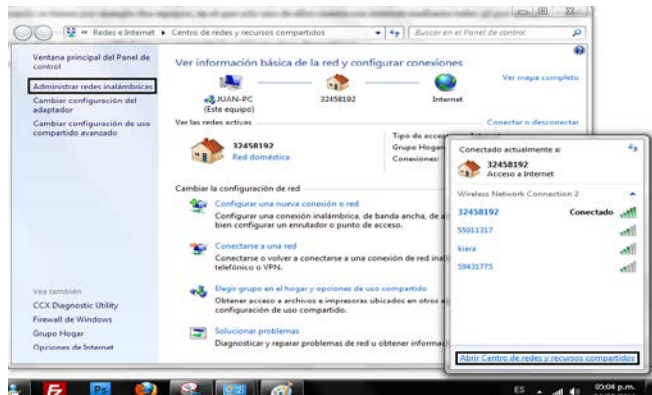 « Redes e Internet ▸ Centro de redes y recursos compartidos
Buscar en el Panel de control
Ventana principal del Panel de control
Administrar redes inalámbricas
Cambiar configuración del adaptador
Cambiar configuración de uso compartido avanzado
Vea también
CCX Diagnostic Utility
Firewall de Windows
Grupo Hogar
Opciones de Internet
Ver información básica de la red y configurar conexiones
JUAN-PC
(Este equipo)
32458192
Internet
Ver mapa completo
Ver las redes activas
Conectar o desconectar
32458192
Red doméstica
Tipo de acceso:
Grupo Hogar
Conexiones:
Cambiar la configuración de red
Configurar una nueva conexión o red
Configurar una conexión inalámbrica, de banda ancha, de a
bien configurar un enrutador o punto de acceso.
Conectarse a una red
Conectarse o volver a conectarse a una conexión de red inal
telefónico o VPN.
Elegir grupo en el hogar y opciones de uso compartido
Obtener acceso a archivos e impresoras ubicados en otros e
configuración de uso compartido.
Solucionar problemas
Diagnosticar y reparar problemas de red u obtener informac
Conectado actualmente a:
32458192
Acceso a Internet
Wireless Network Connection 2
32458192 Conectado
55011317
kiara
59431775
Abrir Centro de redes y recursos compartidos
ES
05:04 p.m.